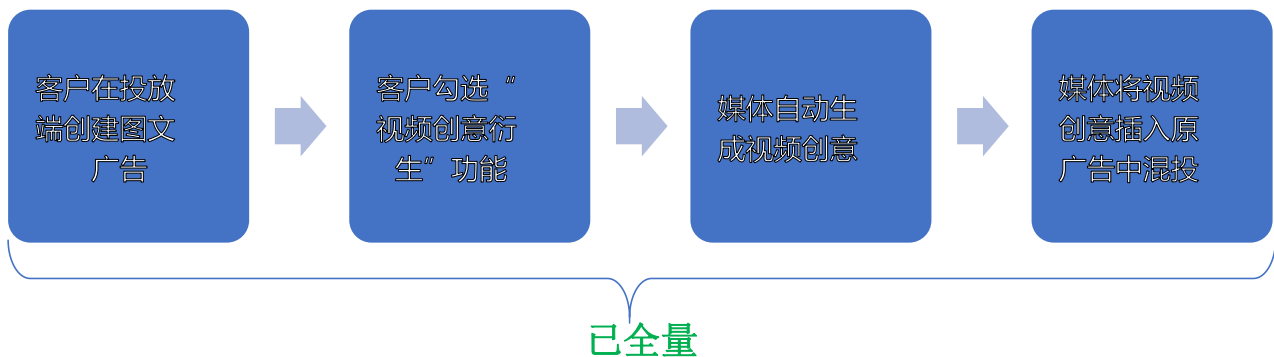 客户在投放
端创建图文
广告
客户勾选“
视频创意衍
生”功能
媒体自动生
成视频创意
媒体将视频
创意插入原
广告中混投
已全量